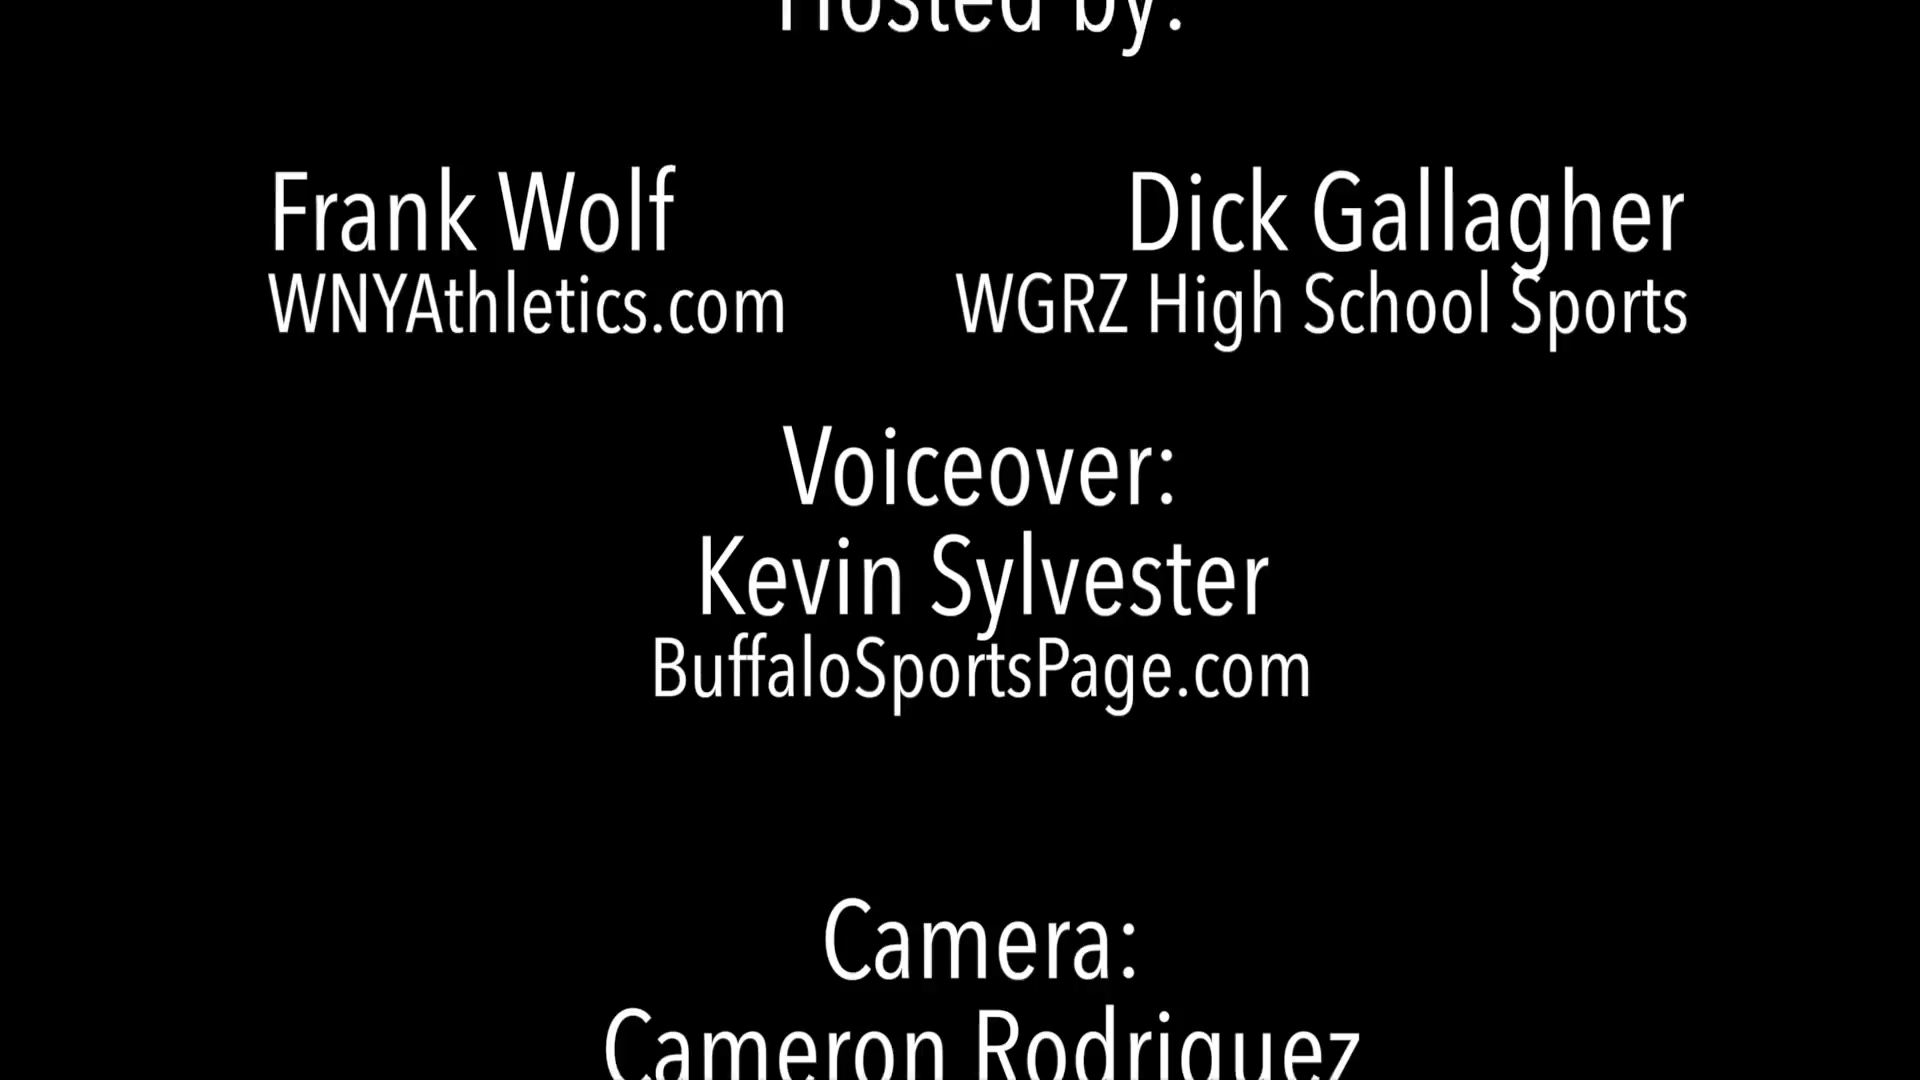 Hosted by:
Frank Wolf
WNYAthletics.com
Dick Gallagher
WGRZ High School Sports
Voiceover:
Kevin Sylvester
BuffaloSportsPage.com
Camera:
Cameron Rodriguez